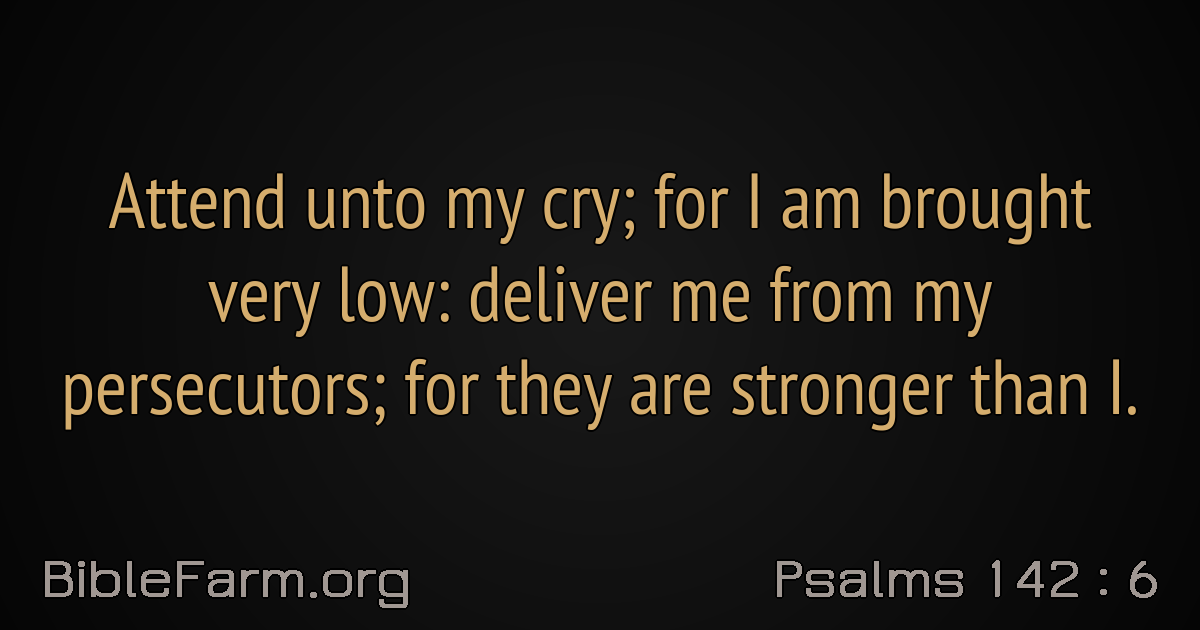 Attend unto my cry; for I am brought
very low: deliver me from my
persecutors; for they are stronger than I.
BibleFarm.org
Psalms 142 : 6